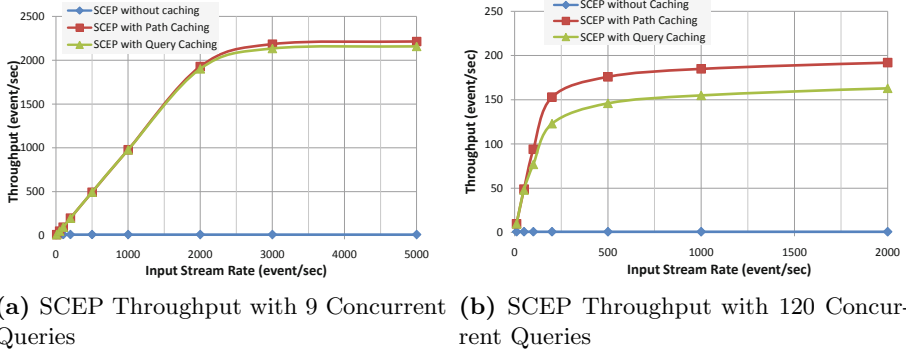 SCEP without caching
SCEP with Path Caching
SCEP with Query Caching
Throughput (event/sec)
2500
2000
1500
1000
500
0
0 1000 2000 3000 4000 5000
Input Stream Rate (event/sec)
SCEP without Caching
SCEP with Path Caching
SCEP with Query Caching
Throughput (event/sec)
250
200
150
100
50
0
0 500 1000 1500 2000
Input Stream Rate (event/sec)
(a) SCEP Throughput with 9 Concurrent
Queries
(b) SCEP Throughput with 120 Concur-
rent Queries